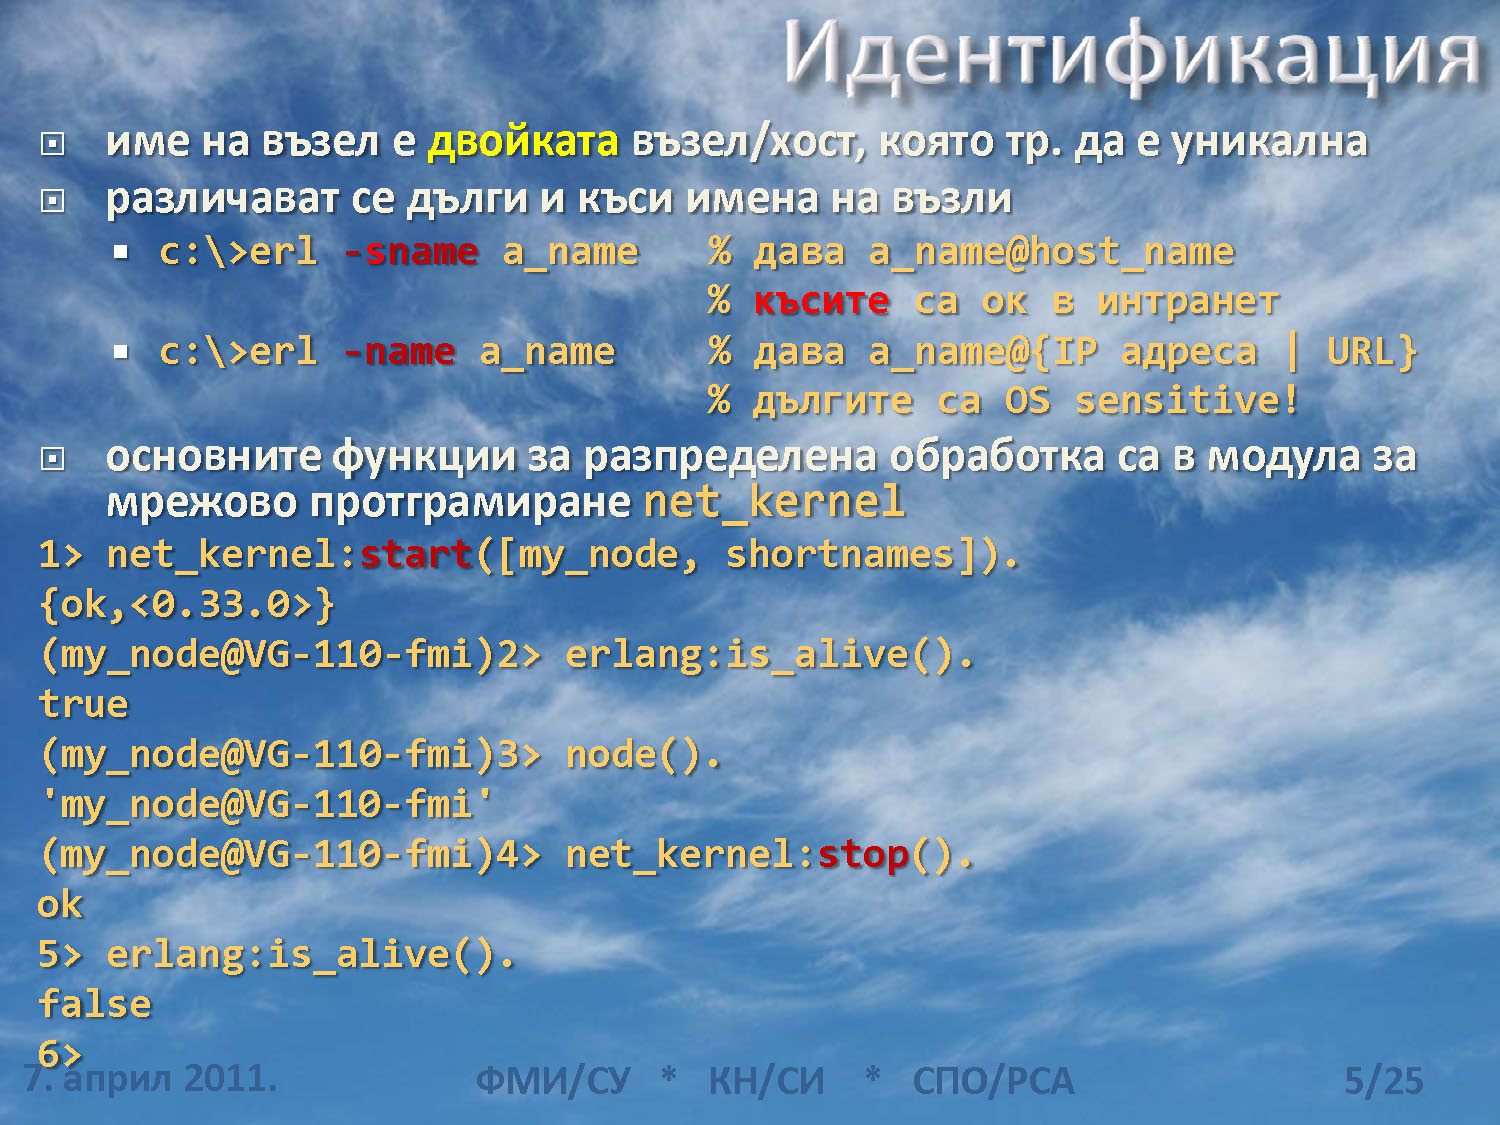 Идентификация
име на възел е двойката възел/хост, която тр. да е уникална
различават се дълги и къси имена на възли
c:\>erl -sname a_name % дава a_name@host_name
% късите са ок в интранет
c:\>erl -name a_name % дава a_name@{IP адреса | URL}
% дългите са OS sensitive!
основните функции за разпределена обработка са в модула за
мрежово протграмиране net_kernel
1> net_kernel:start([my_node, shortnames]).
{ok,<0.33.0>}
(my_node@VG-110-fmi)2> erlang:is_alive().
true
(my_node@VG-110-fmi)3> node().
'my_node@VG-110-fmi'
(my_node@VG-110-fmi)4> net_kernel:stop().
ok
5> erlang:is_alive().
false
6>
7. април 2011. ФМИ/СУ * КН/СИ * СПО/РСА 5/25